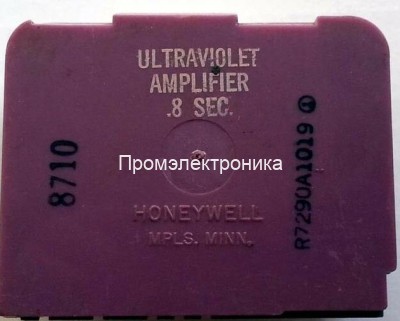 ULTRAVIOLET
AMPLIFIER
.8 SEC.
Промэлектроника
8710
HONEYWELL
MPLS. MINN.
R7290A1019